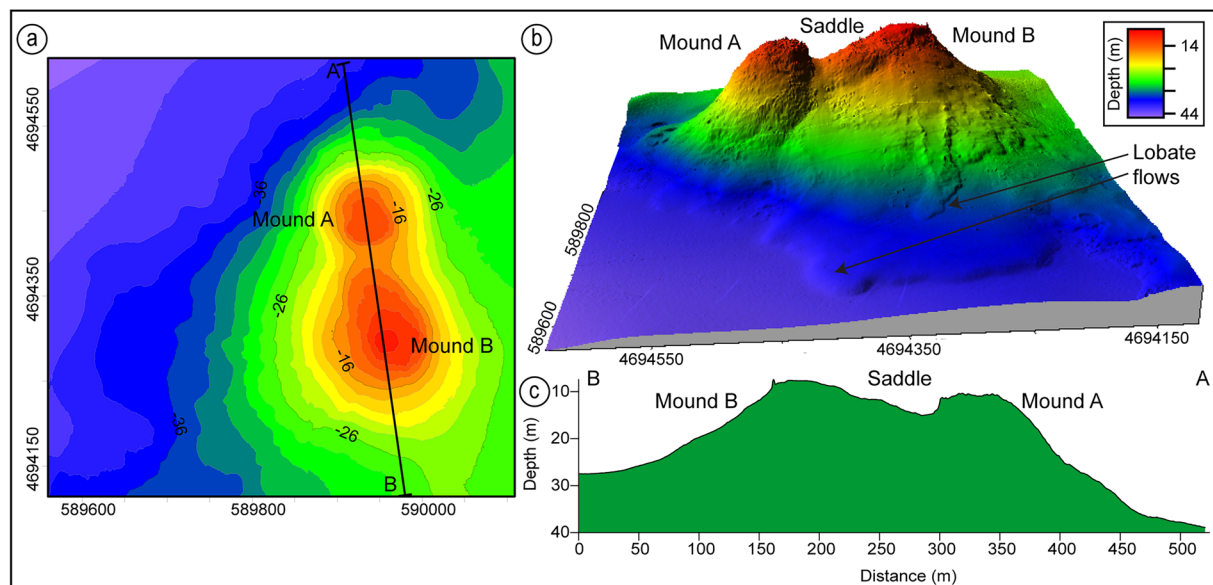 a
A
4694550
4694350
4694150
-36
-26
-16
Mound A
-26
-16
Mound B
-36
-26
B
589600
589800
590000
b
Saddle
Mound A
Mound B
Depth (m)
14
44
Lobate
flows
589800
589600
4694550
4694350
4694150
c
B
Saddle
A
Mound B
Mound A
Depth (m)
10
20
30
40
0
50
100
150
200
250
300
350
400
450
500
Distance (m)